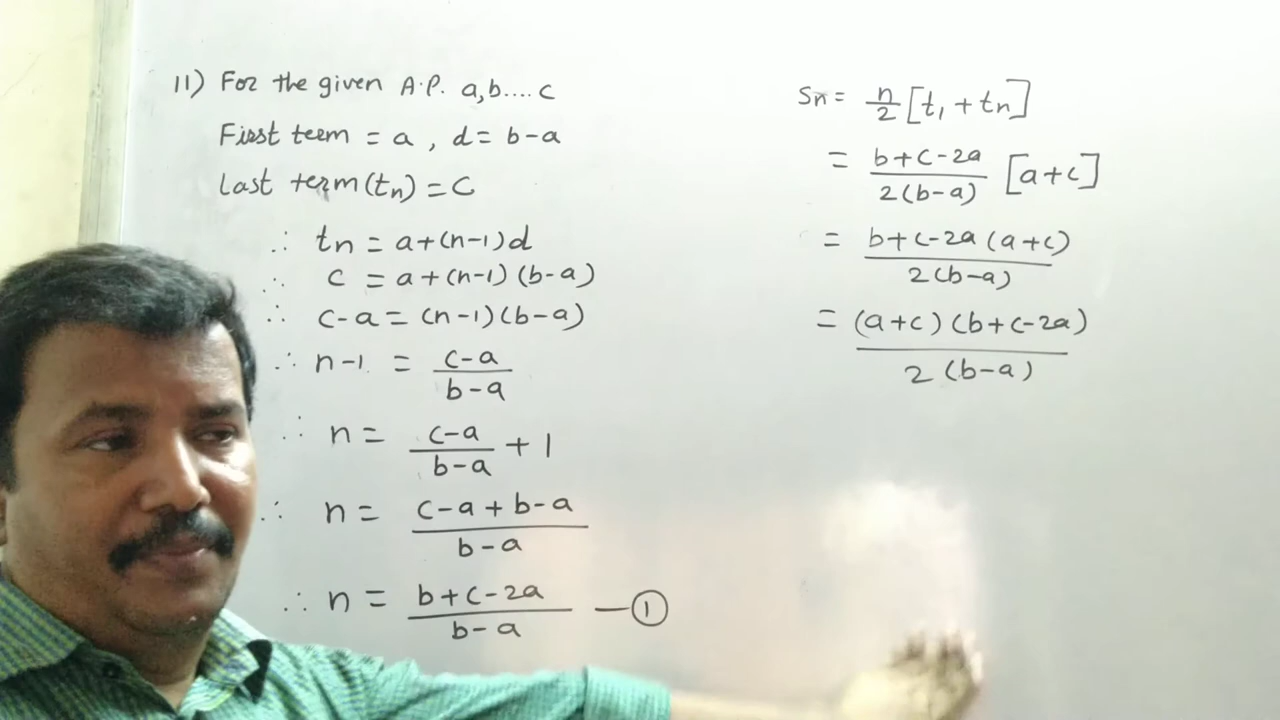 11) For the given A.P. a,b....c
First term = a , d = b-a
Last term (tn) = C
∴ tn = a+(n-1)d
∴ c = a+(n-1)(b-a)
∴ c-a = (n-1)(b-a)
∴ n-1 = c-a / b-a
∴ n = c-a / b-a + 1
∴ n = c-a+b-a / b-a
∴ n = b+c-2a / b-a — ①
Sn = n/2 [t₁ + tn]
= b+c-2a / 2(b-a) [a+c]
= b+c-2a (a+c) / 2(b-a)
= (a+c)(b+c-2a) / 2(b-a)